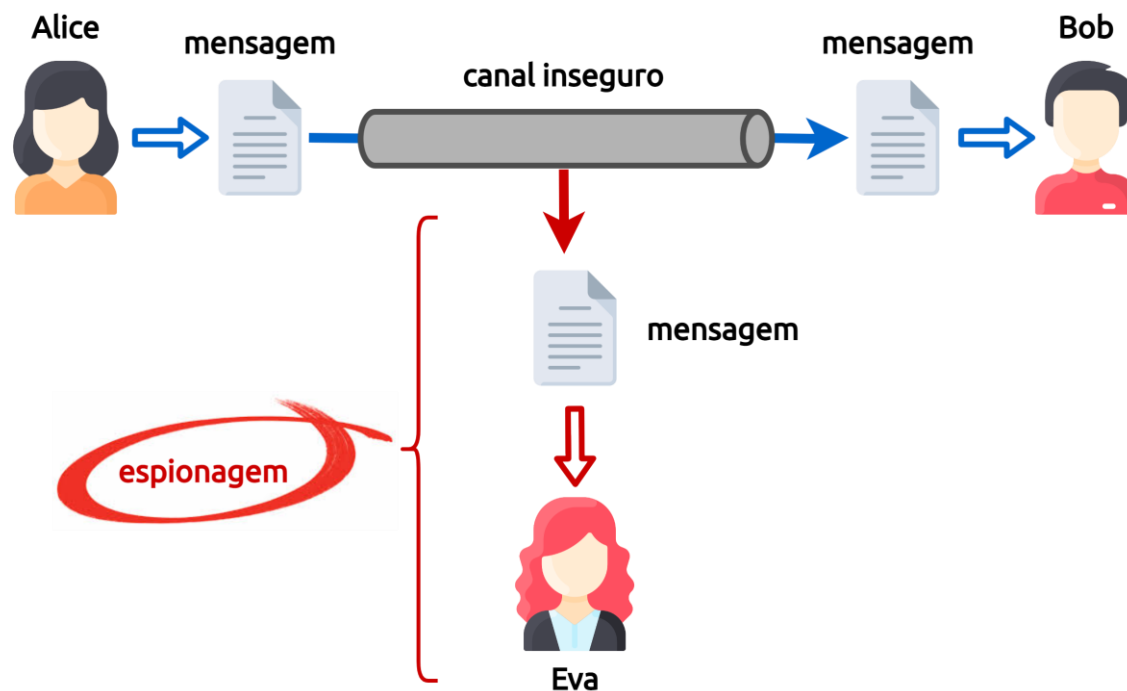 Alice
mensagem
canal inseguro
mensagem
Bob
mensagem
espionagem
Eva